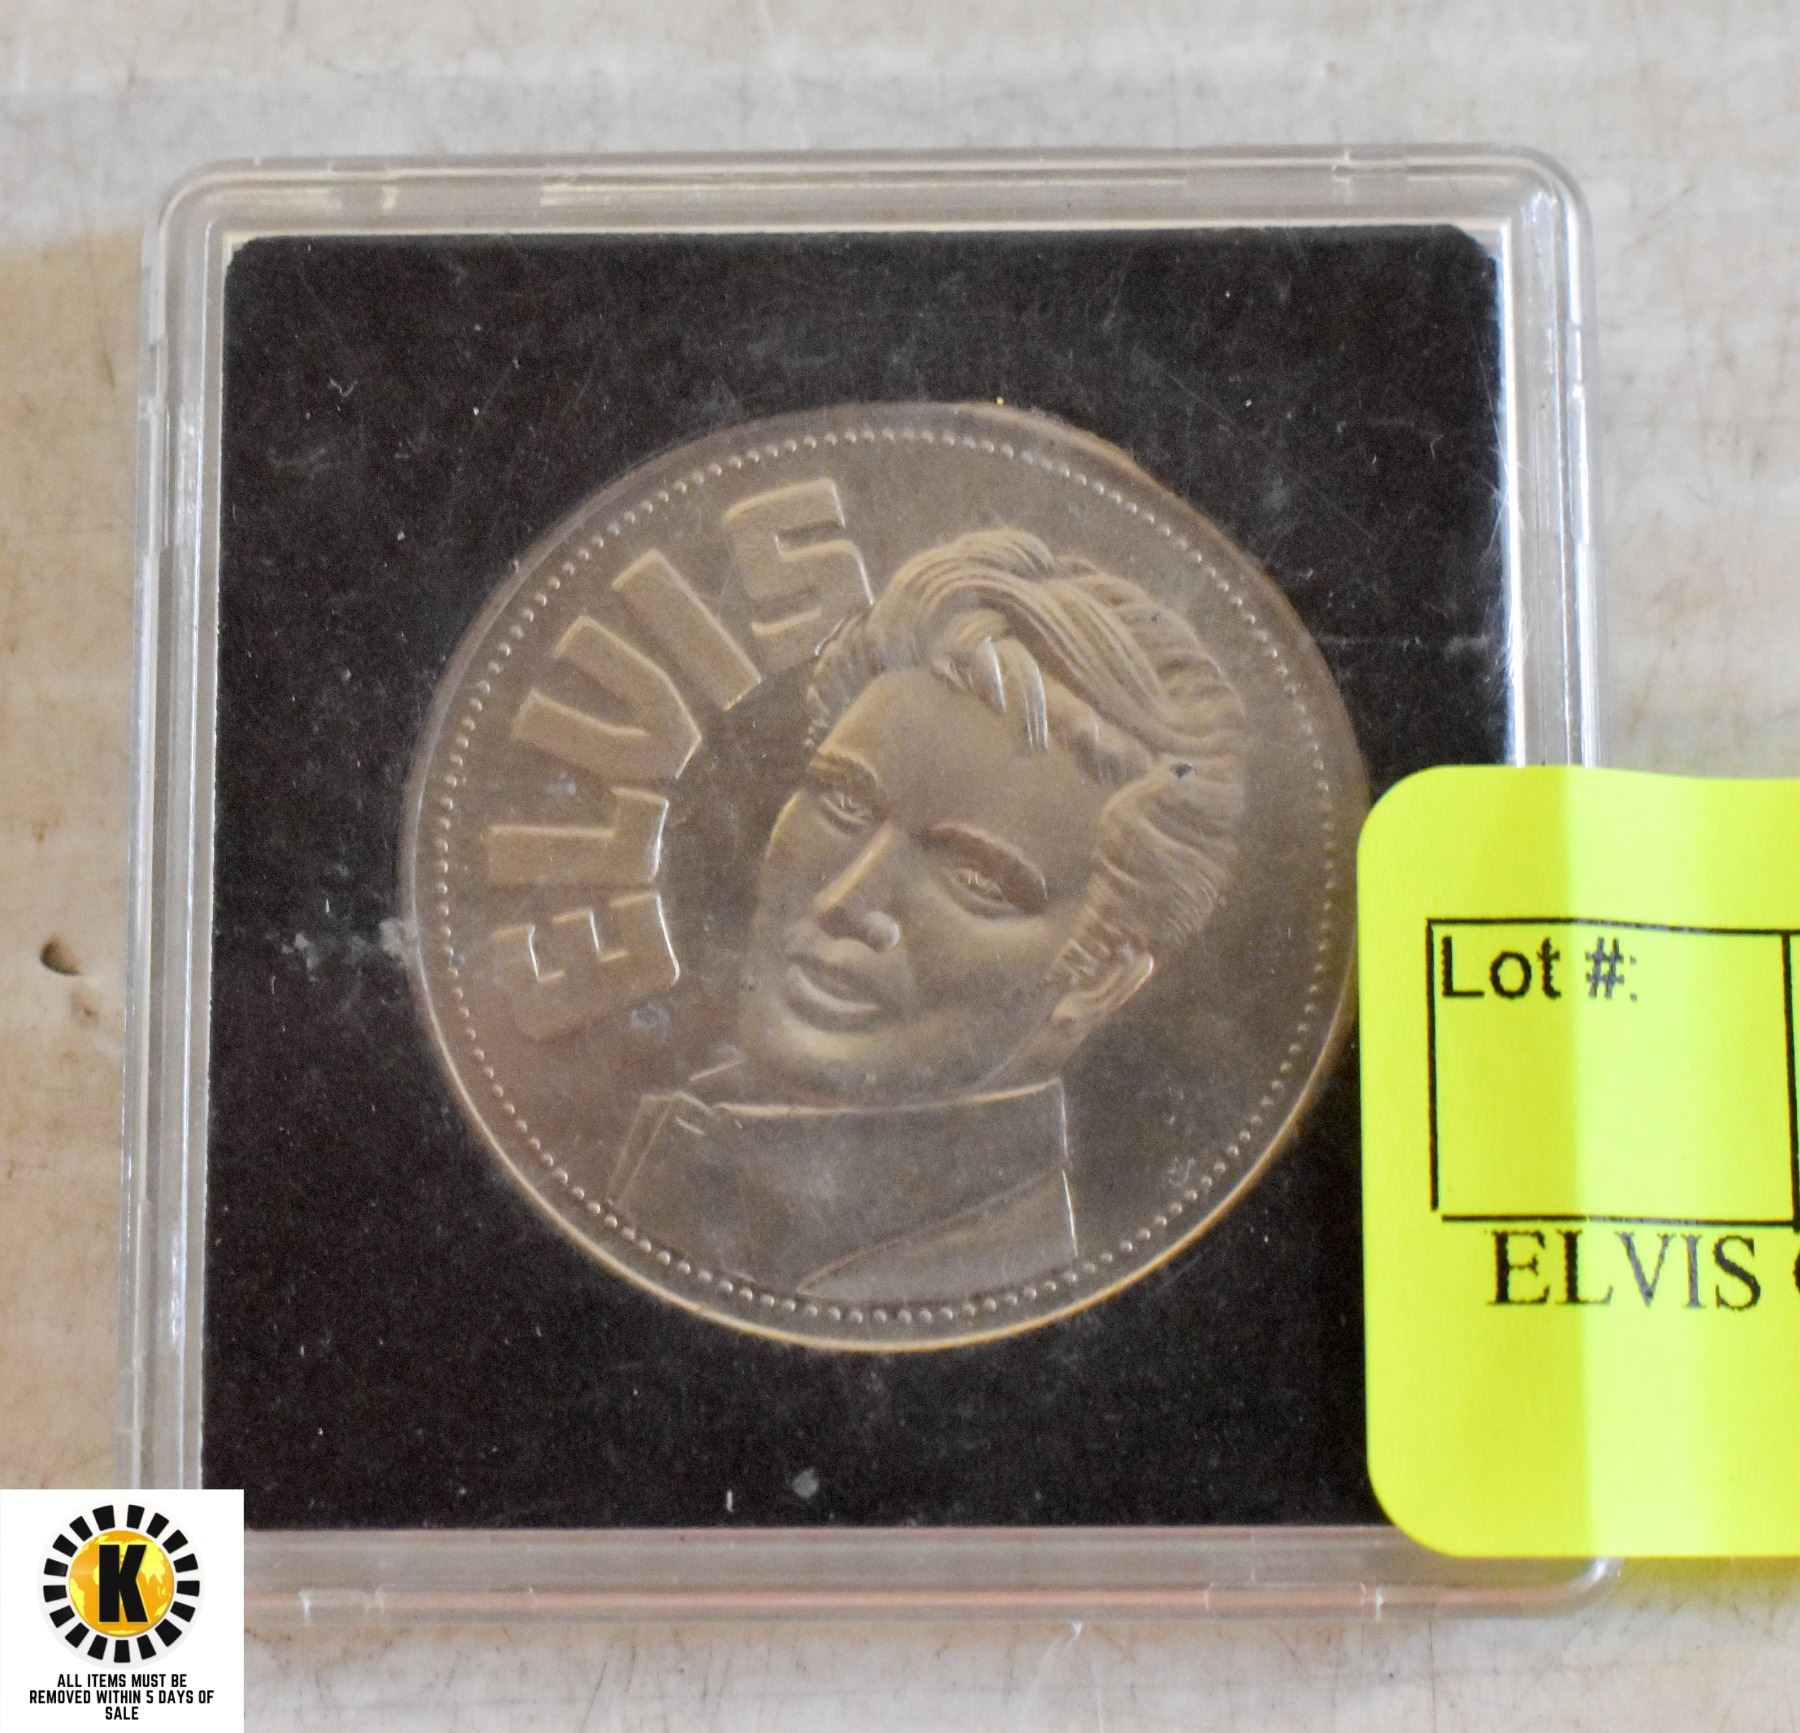 ELVIS
Lot #:
ELVIS
K
ALL ITEMS MUST BE
REMOVED WITHIN 5 DAYS OF
SALE